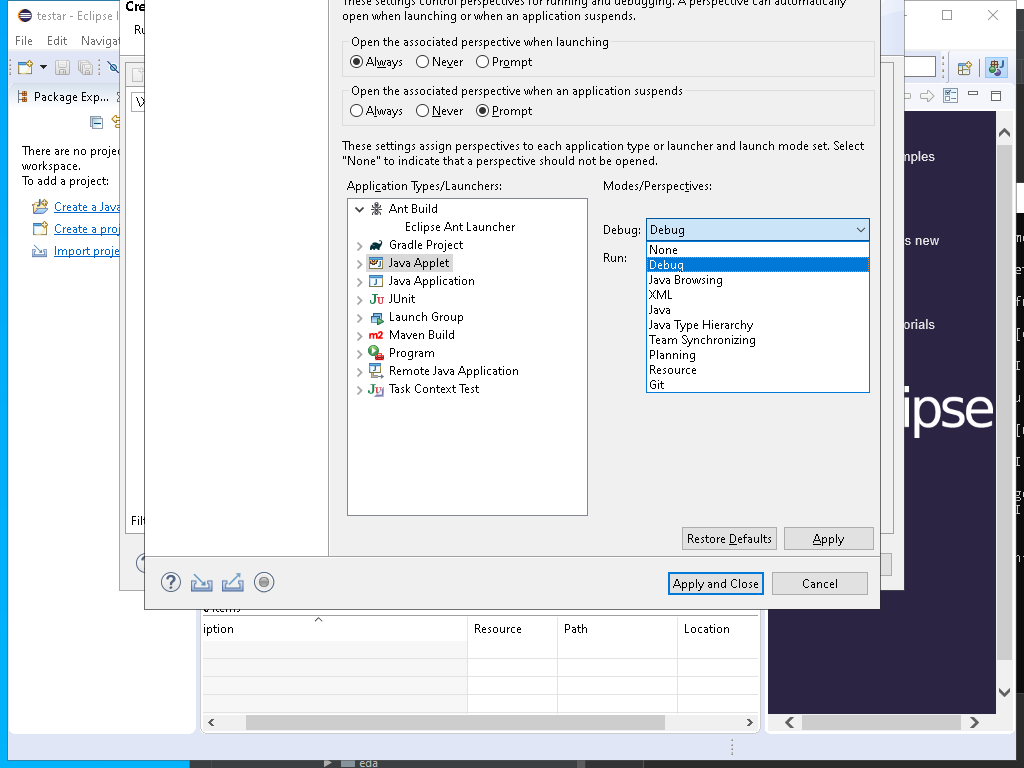 testar - Eclipse
Cre
These settings control perspectives for running and debugging. A perspective can automatically
open when launching or when an application suspends.
File Edit Naviga
Open the associated perspective when launching
Always Never Prompt
Package Exp...
Open the associated perspective when an application suspends
Always Never Prompt
There are no proje
workspace.
To add a project:
Create a Java
Create a proj
Import proje
These settings assign perspectives to each application type or launcher and launch mode set. Select
"None" to indicate that a perspective should not be opened.
Application Types/Launchers:
Modes/Perspectives:
Ant Build
Eclipse Ant Launcher
Gradle Project
Java Applet
Java Application
JUnit
Launch Group
Maven Build
Program
Remote Java Application
Task Context Test
Debug: Debug
Run:
None
Debug
Java Browsing
XML
Java
Java Type Hierarchy
Team Synchronizing
Planning
Resource
Git
mples
s new
orials
ipse
Filt
Restore Defaults Apply
Apply and Close Cancel
items
iption Resource Path Location
eda